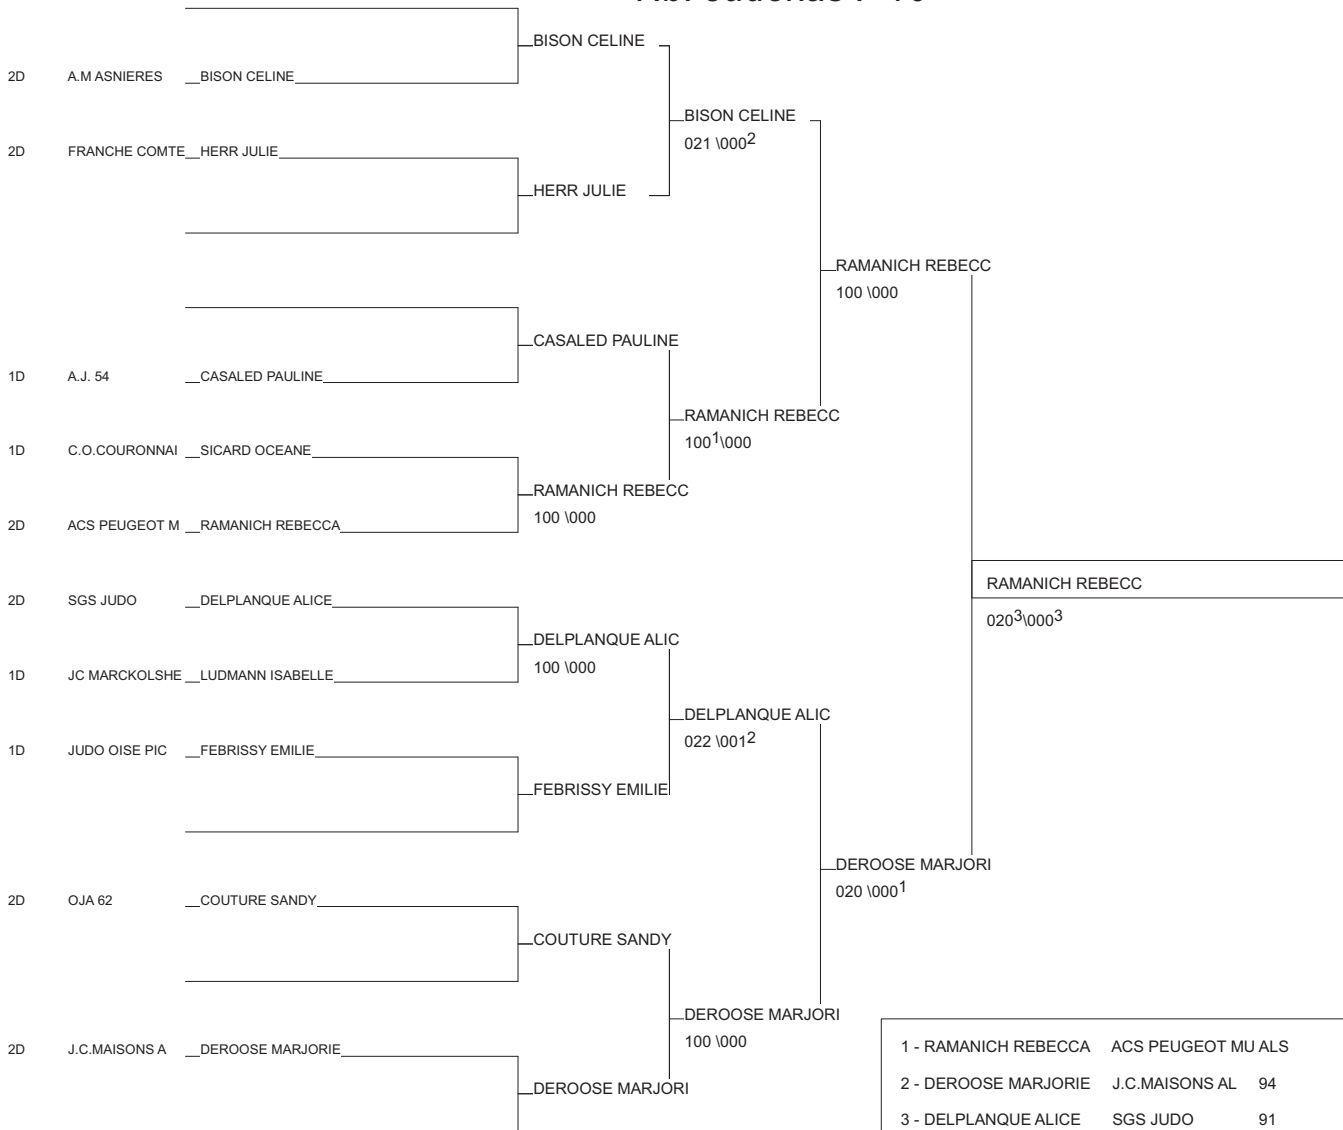 BISON CELINE
2D A.M ASNIERES BISON CELINE
BISON CELINE
021 \000²
2D FRANCHE COMTE HERR JULIE
HERR JULIE
RAMANICH REBECC
100 \000
CASALED PAULINE
1D A.J. 54 CASALED PAULINE
RAMANICH REBECC
100¹\000
1D C.O.COURONNAI SICARD OCEANE
RAMANICH REBECC
100 \000
2D ACS PEUGEOT M RAMANICH REBECCA
RAMANICH REBECC
020³\000³
2D SGS JUDO DELPLANQUE ALICE
DELPLANQUE ALIC
100 \000
1D JC MARCKOLSHE LUDMANN ISABELLE
DELPLANQUE ALIC
022 \001²
1D JUDO OISE PIC FEBRISSY EMILIE
FEBRISSY EMILIE
DEROOSE MARJORI
020 \000¹
2D OJA 62 COUTURE SANDY
COUTURE SANDY
DEROOSE MARJORI
100 \000
2D J.C.MAISONS A DEROOSE MARJORIE
DEROOSE MARJORI
1 - RAMANICH REBECCA ACS PEUGEOT MU ALS
2 - DEROOSE MARJORIE J.C.MAISONS AL 94
3 - DELPLANQUE ALICE SGS JUDO 91